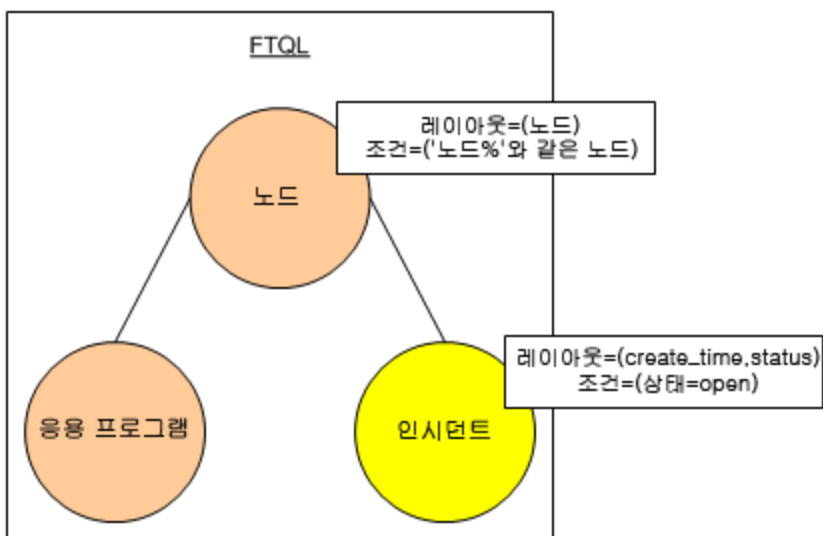 FTQL
레이아웃=(노드)
조건=('노드%'와 같은 노드)
노드
레이아웃=(create_time,status)
조건=(상태=open)
응용 프로그램
인시던트